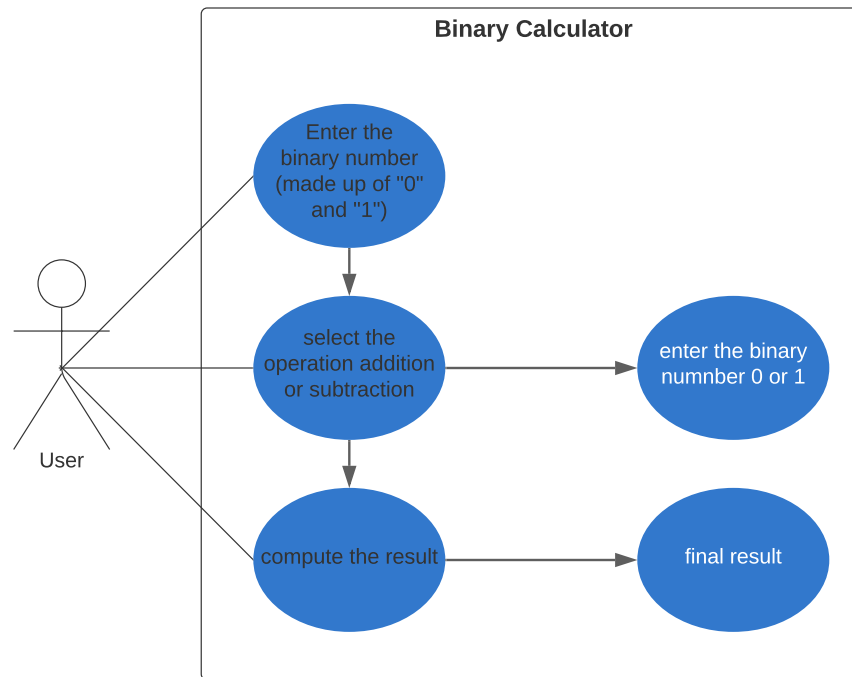 Binary Calculator
Enter the
binary number
(made up of "0"
and "1")
select the
operation addition
or subtraction
enter the binary
numnber 0 or 1
User
compute the result
final result